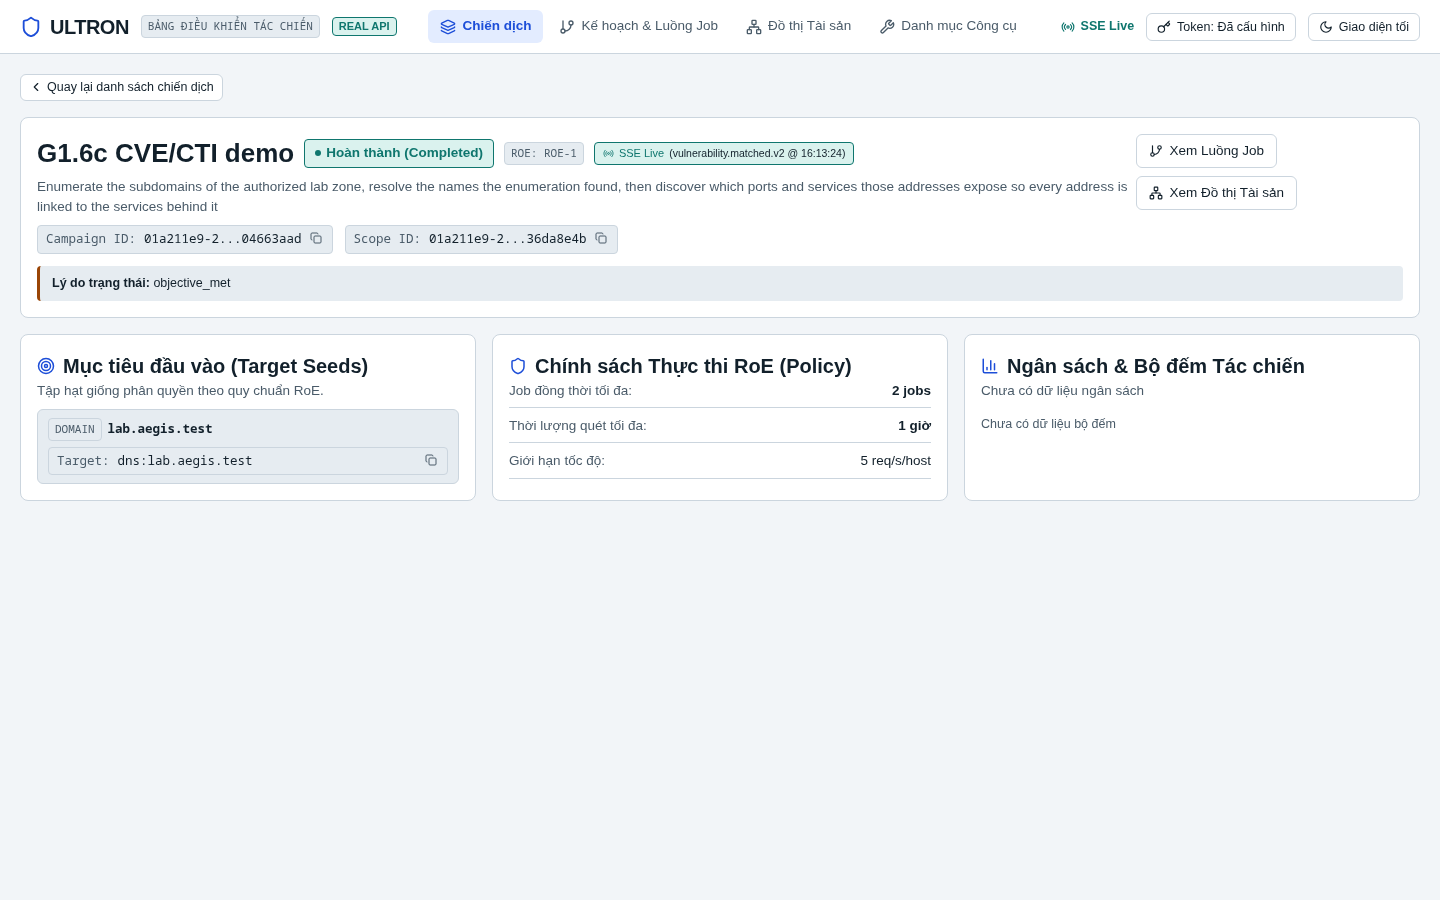 ULTRON
BẢNG ĐIỀU KHIỂN TÁC CHIẾN
REAL API
Chiến dịch
Kế hoạch & Luồng Job
Đồ thị Tài sản
Danh mục Công cụ
SSE Live
Token: Đã cấu hình
Giao diện tối
Quay lại danh sách chiến dịch
G1.6c CVE/CTI demo
Hoàn thành (Completed)
ROE: ROE-1
SSE Live (vulnerability.matched.v2 @ 16:13:24)
Xem Luồng Job
Enumerate the subdomains of the authorized lab zone, resolve the names the enumeration found, then discover which ports and services those addresses expose so every address is
linked to the services behind it
Xem Đồ thị Tài sản
Campaign ID: 01a211e9-2...04663aad
Scope ID: 01a211e9-2...36da8e4b
Lý do trạng thái: objective_met
Mục tiêu đầu vào (Target Seeds)
Tập hạt giống phân quyền theo quy chuẩn RoE.
DOMAIN lab.aegis.test
Target: dns:lab.aegis.test
Chính sách Thực thi RoE (Policy)
Job đồng thời tối đa: 2 jobs
Thời lượng quét tối đa: 1 giờ
Giới hạn tốc độ: 5 req/s/host
Ngân sách & Bộ đếm Tác chiến
Chưa có dữ liệu ngân sách
Chưa có dữ liệu bộ đếm